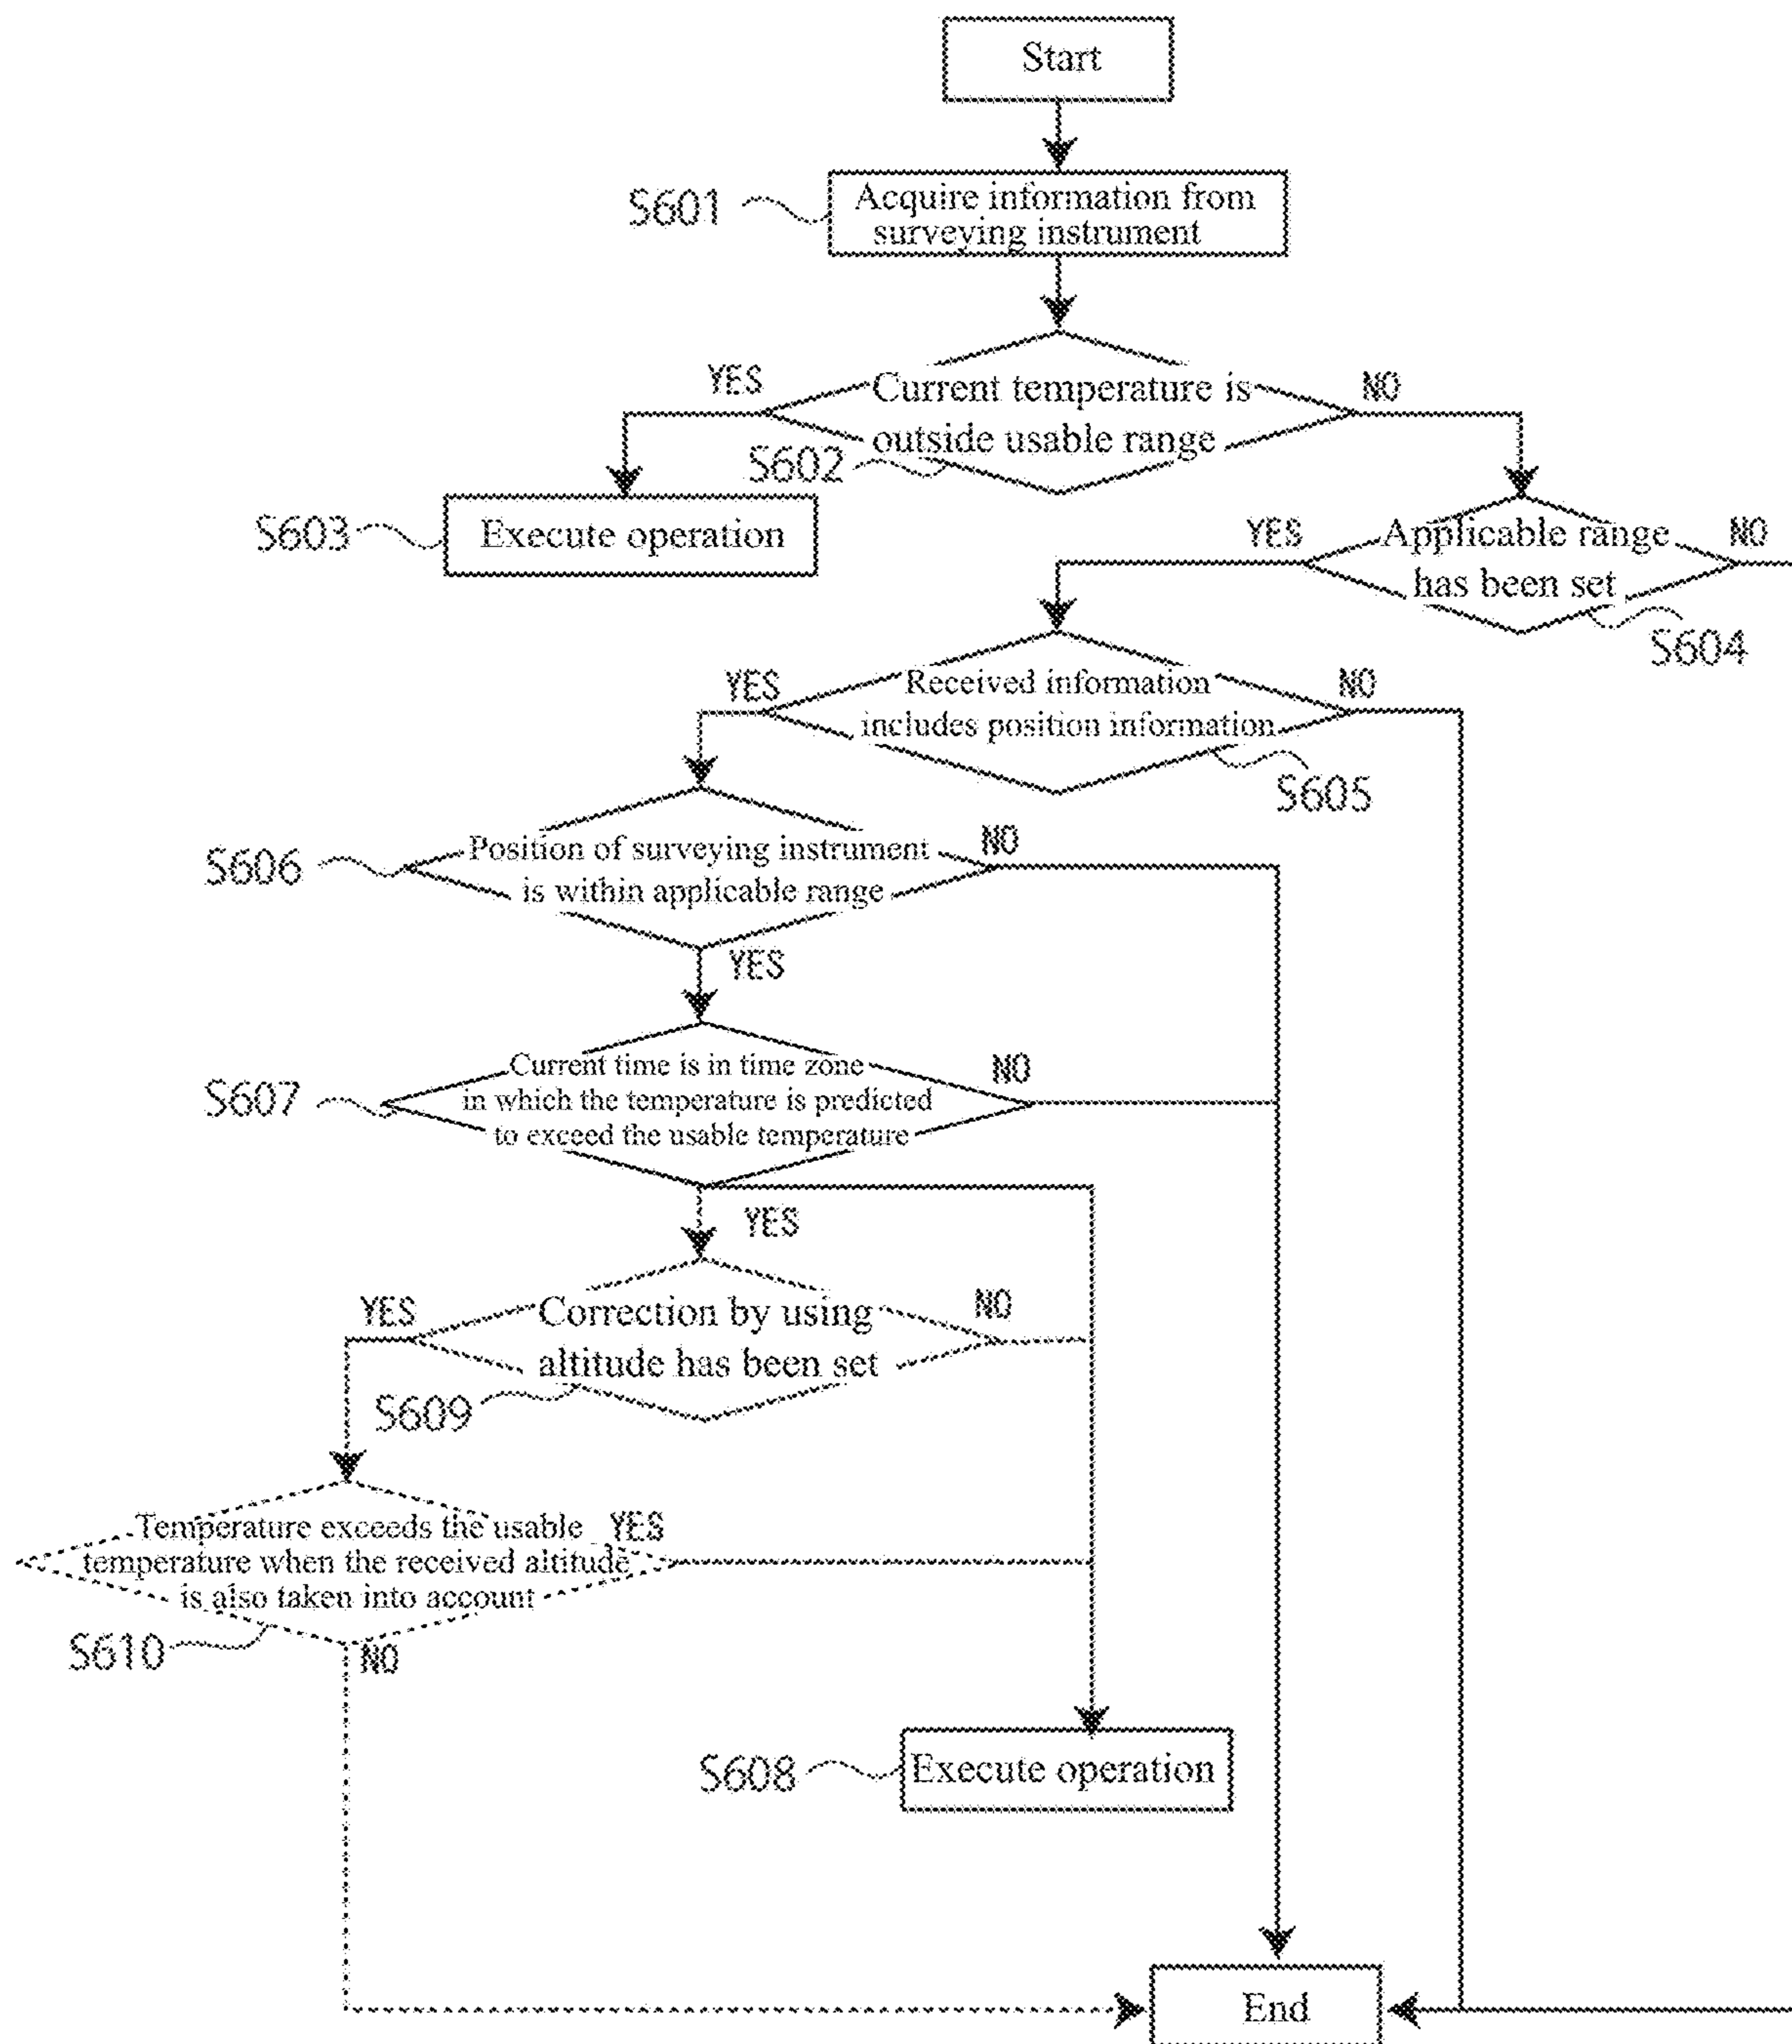 Start
S601
Acquire information from
surveying instrument
YES
Current temperature is
outside usable range
NO
S602
S603
Execute operation
YES
Applicable range
has been set
NO
S604
YES
Received information
includes position information
NO
S605
S606
Position of surveying instrument
is within applicable range
NO
YES
S607
Current time is in time zone
in which the temperature is predicted
to exceed the usable temperature
NO
YES
YES
Correction by using
altitude has been set
NO
S609
Temperature exceeds the usable
temperature when the received altitude
is also taken into account
YES
S610
NO
S608
Execute operation
End